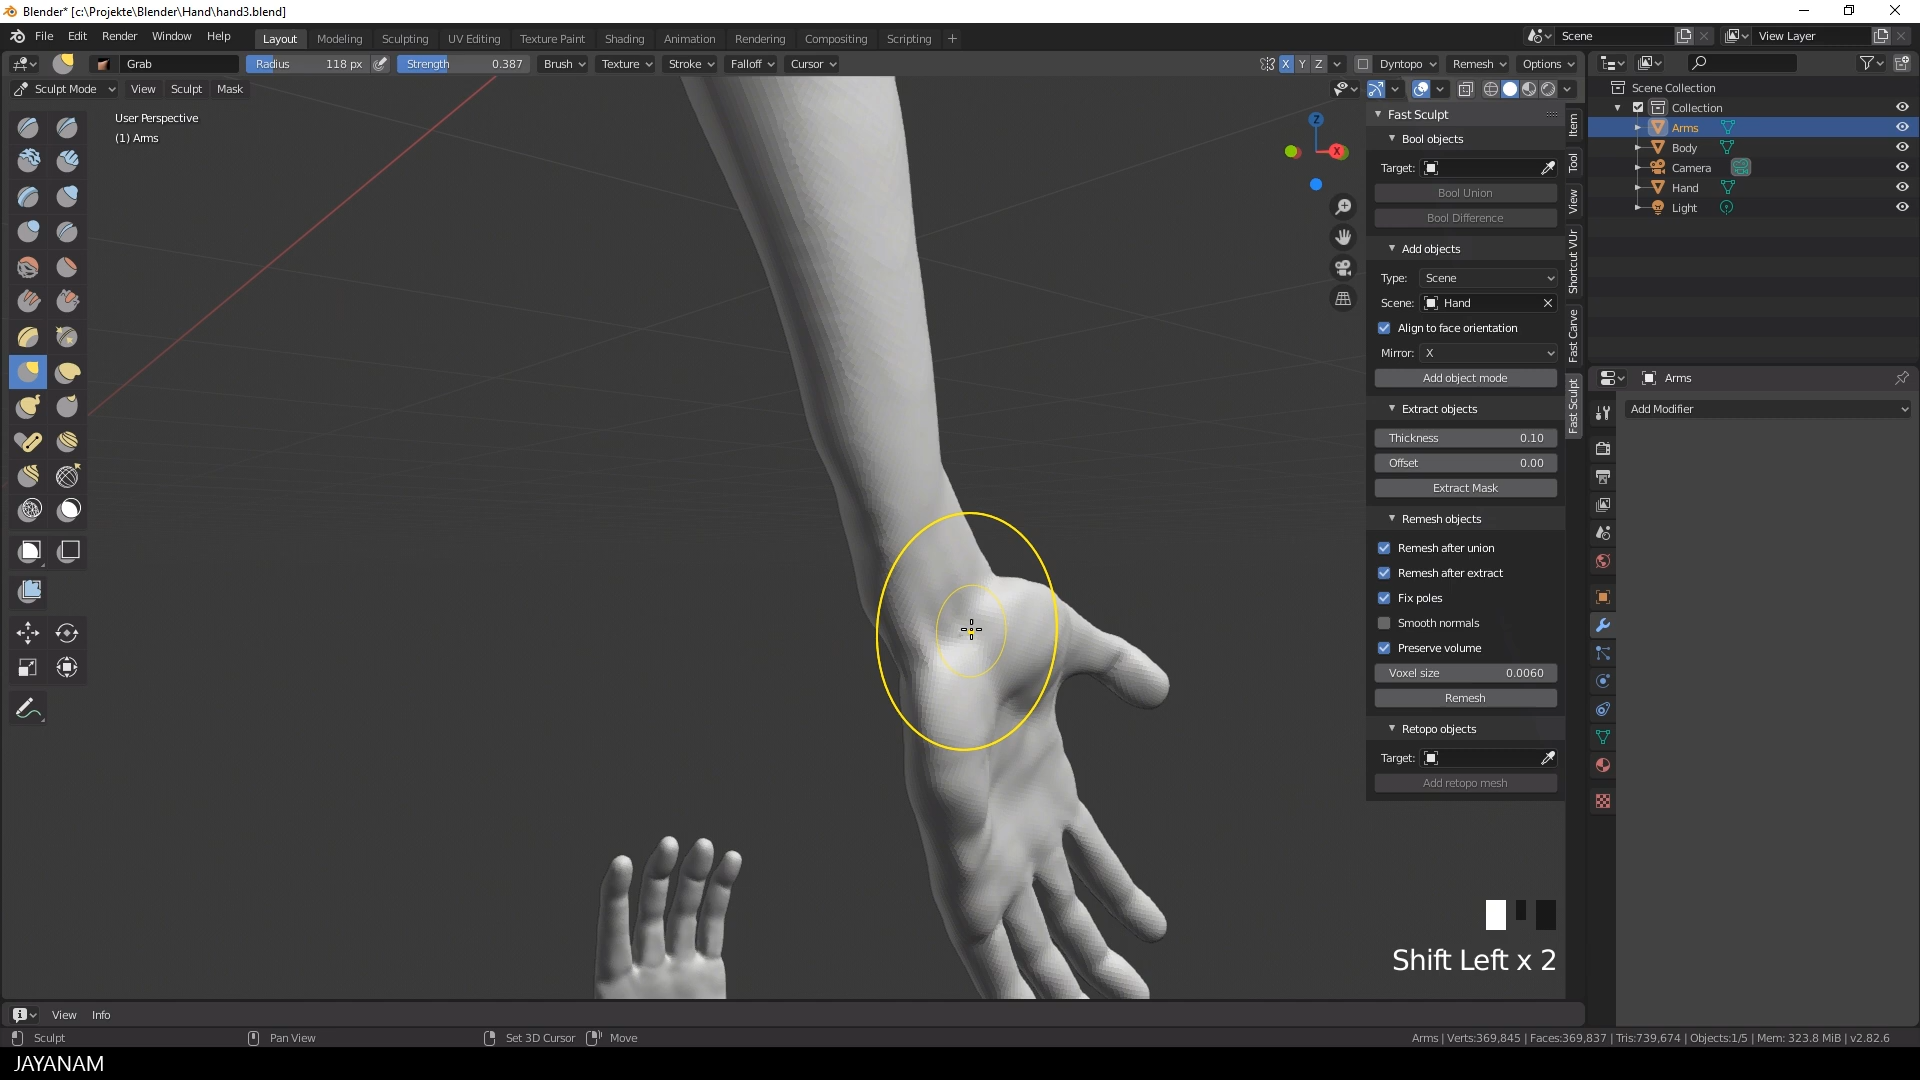 Blender* [c:\Projekte\Blender\Hand\hand3.blend]
File Edit Render Window Help Layout Modeling Sculpting UV Editing Texture Paint Shading Animation Rendering Compositing Scripting + Scene View Layer
Grab Radius 118 px Strength 0.387 Brush Texture Stroke Falloff Cursor X Y Z Dyntopo Remesh Options
Sculpt Mode View Sculpt Mask
User Perspective
(1) Arms
Z
X
Fast Sculpt
Bool objects
Target:
Bool Union
Bool Difference
Add objects
Type: Scene
Scene: Hand
Align to face orientation
Mirror: X
Add object mode
Extract objects
Thickness 0.10
Offset 0.00
Extract Mask
Remesh objects
Remesh after union
Remesh after extract
Fix poles
Smooth normals
Preserve volume
Voxel size 0.0060
Remesh
Retopo objects
Target:
Add retopo mesh
Item
Tool
View
Shortcut VUr
Fast Carve
Fast Sculpt
Scene Collection
Collection
Arms
Body
Camera
Hand
Light
Arms
Add Modifier
Shift Left x 2
View Info
Sculpt Pan View Set 3D Cursor Move Arms | Verts:369,845 | Faces:369,837 | Tris:739,674 | Objects:1/5 | Mem: 323.8 MiB | v2.82.6
JAYANAM